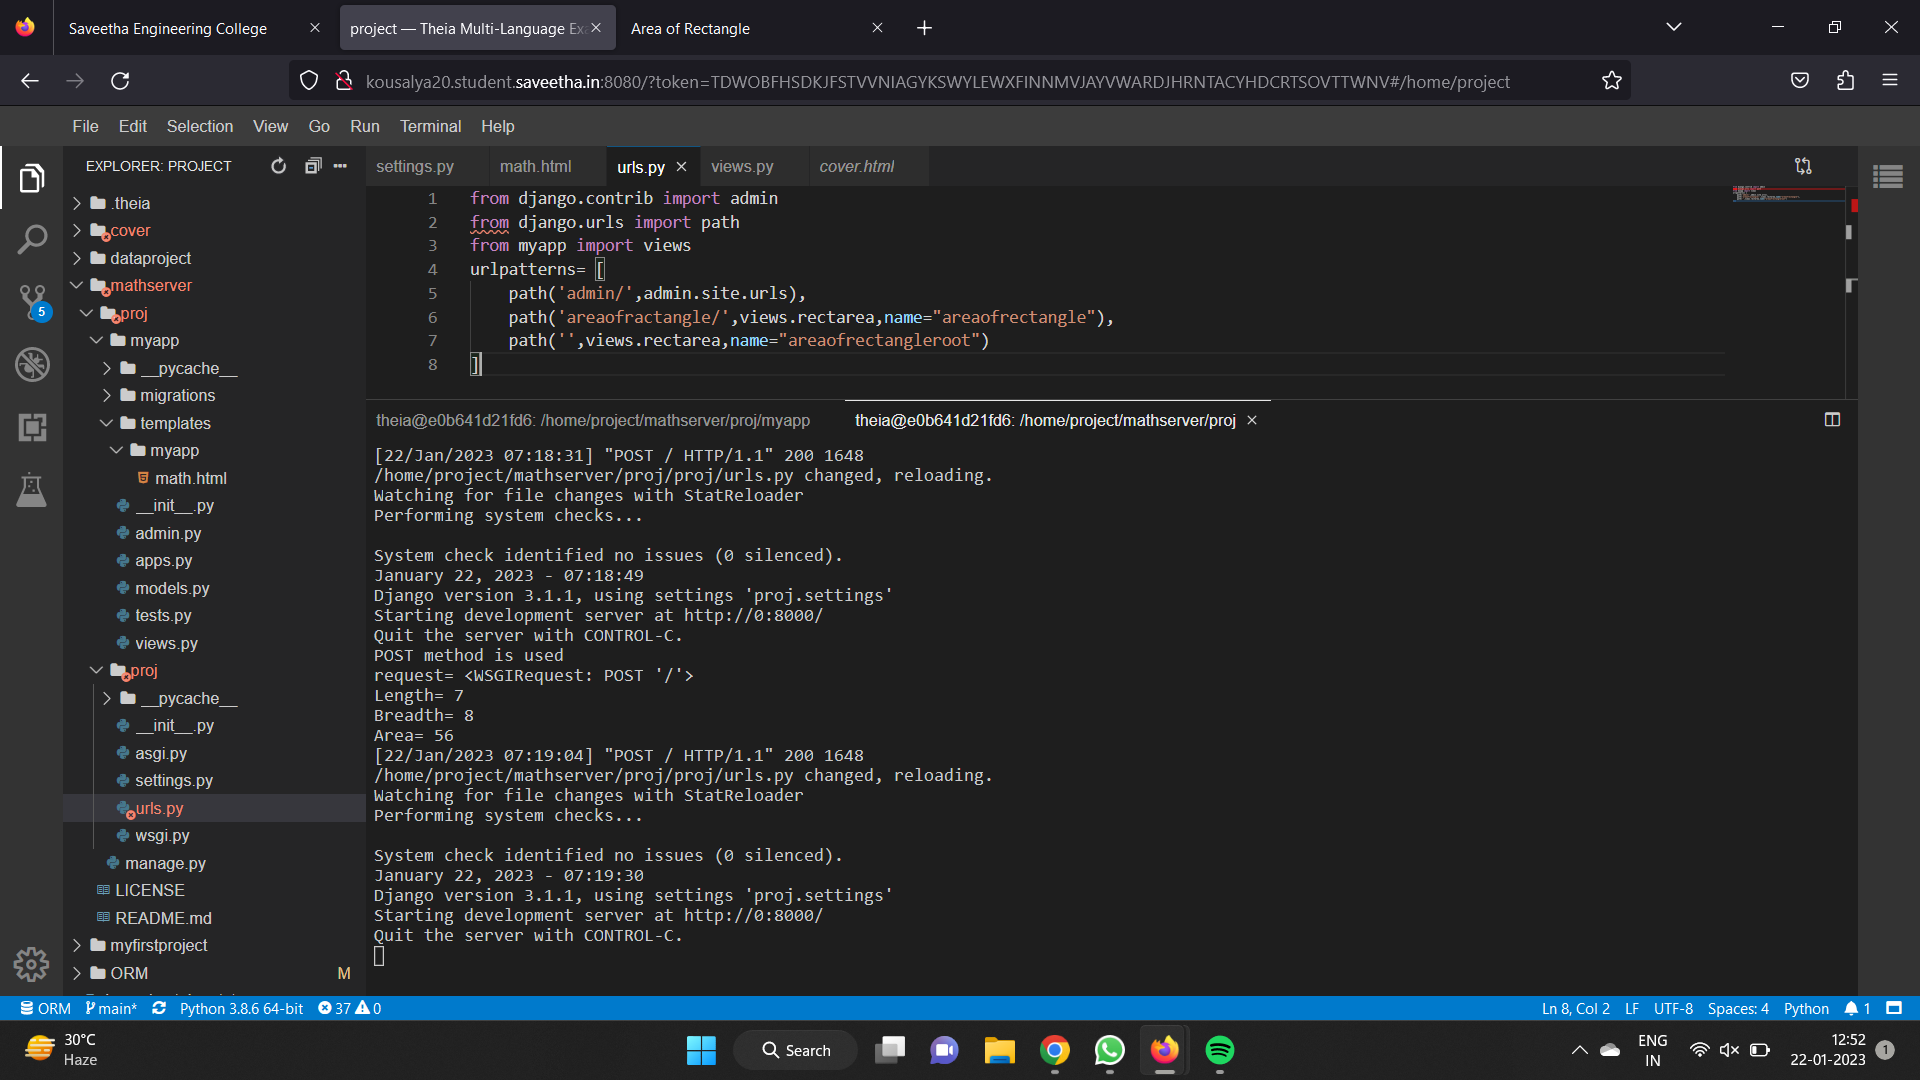 Saveetha Engineering College
project — Theia Multi-Language Ex
Area of Rectangle
kousalya20.student.saveetha.in:8080/?token=TDWOBFHSDKJFSTVVNIAGYKSWYLEWXFINNMVJAYVWARDJHRNTACYHDCRTSOVTTWNV#/home/project
File Edit Selection View Go Run Terminal Help
EXPLORER: PROJECT
.theia
cover
dataproject
mathserver
proj
myapp
__pycache__
migrations
templates
myapp
math.html
__init__.py
admin.py
apps.py
models.py
tests.py
views.py
proj
__pycache__
__init__.py
asgi.py
settings.py
urls.py
wsgi.py
manage.py
LICENSE
README.md
myfirstproject
ORM M
5
settings.py math.html urls.py views.py cover.html
1 from django.contrib import admin
2 from django.urls import path
3 from myapp import views
4 urlpatterns= [
5 path('admin/',admin.site.urls),
6 path('areaofractangle/',views.rectarea,name="areaofrectangle"),
7 path('',views.rectarea,name="areaofrectangleroot")
8 ]
theia@e0b641d21fd6: /home/project/mathserver/proj/myapp theia@e0b641d21fd6: /home/project/mathserver/proj
[22/Jan/2023 07:18:31] "POST / HTTP/1.1" 200 1648
/home/project/mathserver/proj/proj/urls.py changed, reloading.
Watching for file changes with StatReloader
Performing system checks...
System check identified no issues (0 silenced).
January 22, 2023 - 07:18:49
Django version 3.1.1, using settings 'proj.settings'
Starting development server at http://0:8000/
Quit the server with CONTROL-C.
POST method is used
request= <WSGIRequest: POST '/'>
Length= 7
Breadth= 8
Area= 56
[22/Jan/2023 07:19:04] "POST / HTTP/1.1" 200 1648
/home/project/mathserver/proj/proj/urls.py changed, reloading.
Watching for file changes with StatReloader
Performing system checks...
System check identified no issues (0 silenced).
January 22, 2023 - 07:19:30
Django version 3.1.1, using settings 'proj.settings'
Starting development server at http://0:8000/
Quit the server with CONTROL-C.
ORM main* Python 3.8.6 64-bit 37 0 Ln 8, Col 2 LF UTF-8 Spaces: 4 Python 1
30°C
Haze
Search
ENG
IN
12:52
22-01-2023
1